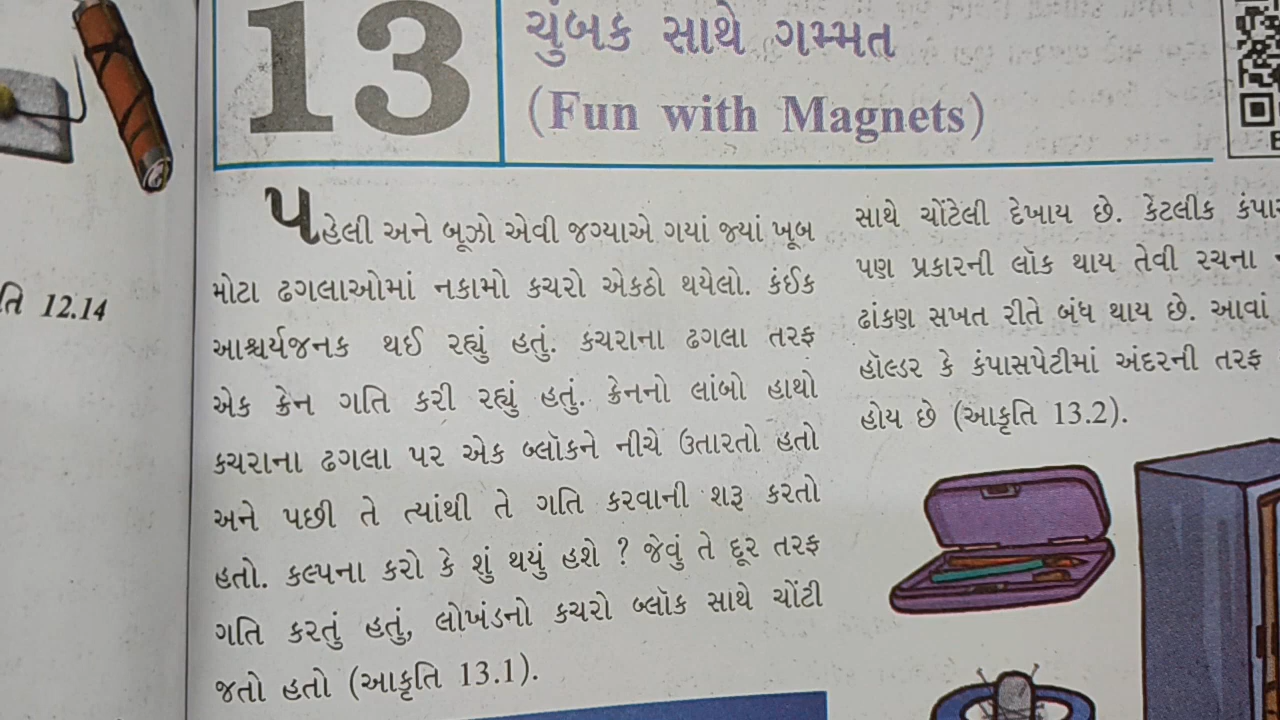 તિ 12.14
13
ચુંબક સાથે ગમ્મત
(Fun with Magnets)
પહેલી અને બૂઝો એવી જગ્યાએ ગયાં જ્યાં ખૂબ
મોટા ઢગલાઓમાં નકામો કચરો એકઠો થયેલો. કંઈક
આશ્ચર્યજનક થઈ રહ્યું હતું. કચરાના ઢગલા તરફ
એક ક્રેન ગતિ કરી રહ્યું હતું. ક્રેનનો લાંબો હાથો
કચરાના ઢગલા પર એક બ્લૉકને નીચે ઉતારતો હતો
અને પછી તે ત્યાંથી તે ગતિ કરવાની શરૂ કરતો
હતો. કલ્પના કરો કે શું થયું હશે ? જેવું તે દૂર તરફ
ગતિ કરતું હતું, લોખંડનો કચરો બ્લૉક સાથે ચોંટી
જતો હતો (આકૃતિ 13.1).
સાથે ચોંટેલી દેખાય છે. કેટલીક
પણ પ્રકારની લૉક થાય તેવી રચના
ઢાંકણ સખત રીતે બંધ થાય છે. આવાં
હૉલ્ડર કે કંપાસપેટીમાં અંદરની તરફ
હોય છે (આકૃતિ 13.2).